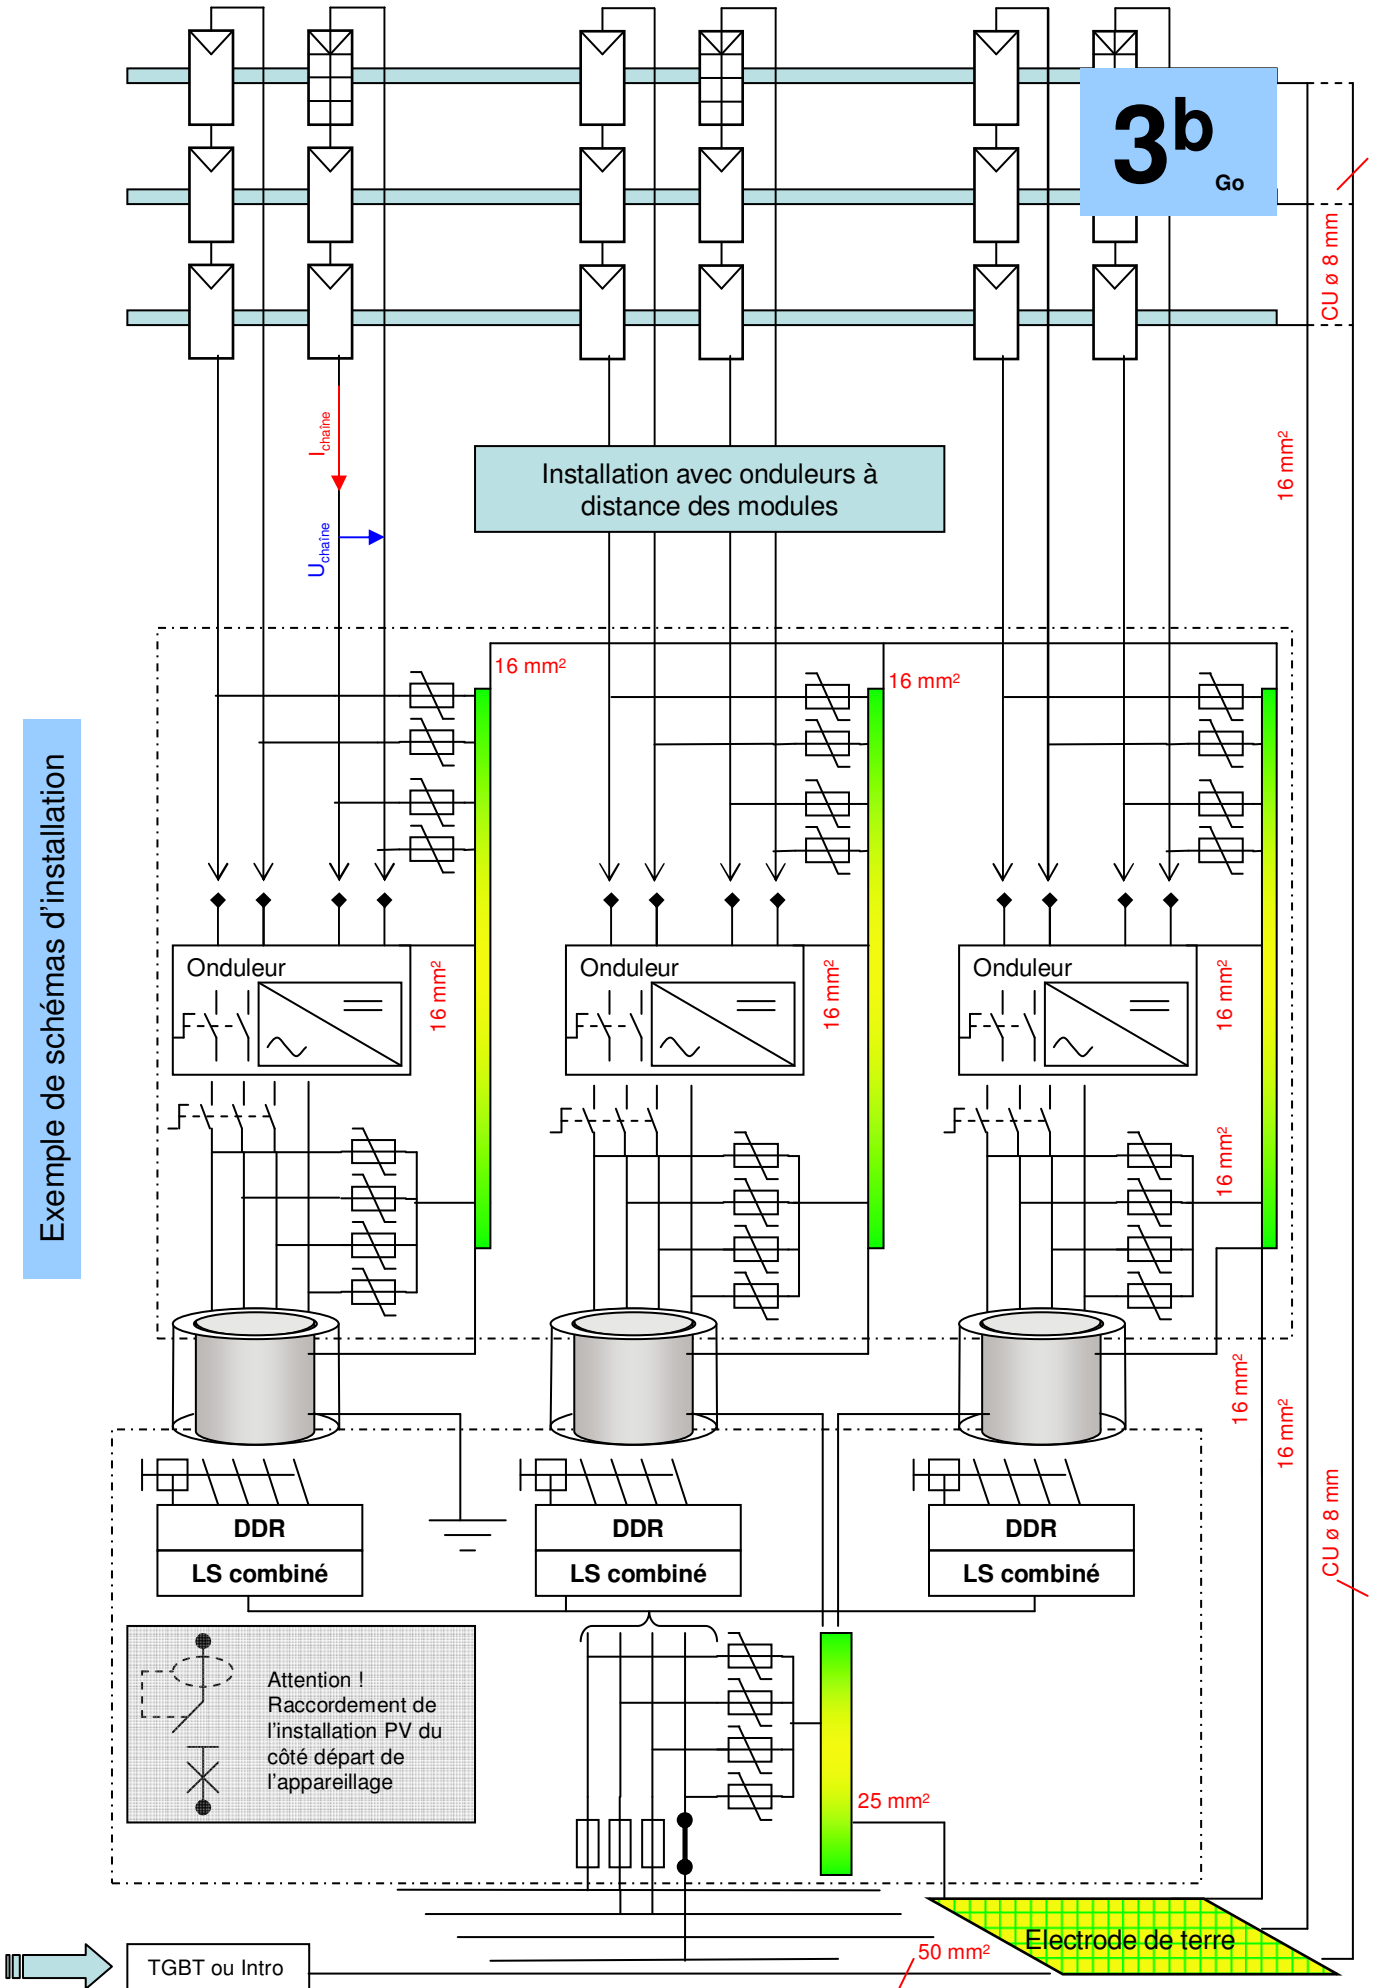 3b
Go
CU ø 8 mm
Ichaîne
16 mm²
Installation avec onduleurs à
distance des modules
Uchaîne
16 mm²
16 mm²
Exemple de schémas d'installation
Onduleur
16 mm²
Onduleur
16 mm²
Onduleur
16 mm²
16 mm²
16 mm²
16 mm²
CU ø 8 mm
DDR
LS combiné
DDR
LS combiné
DDR
LS combiné
Attention !
Raccordement de
l'installation PV du
côté départ de
l'appareillage
25 mm²
Electrode de terre
50 mm²
TGBT ou Intro